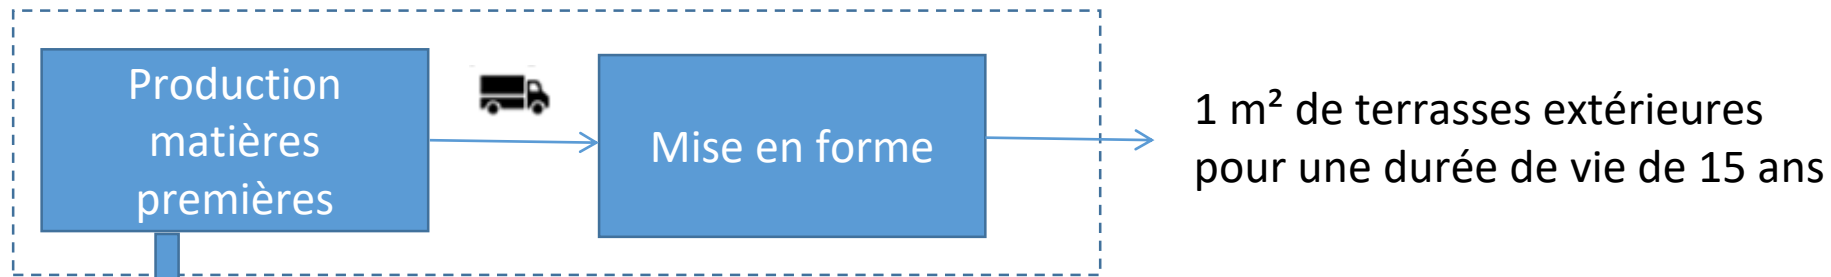 Production
matières
premières
Mise en forme
1 m² de terrasses extérieures
pour une durée de vie de 15 ans